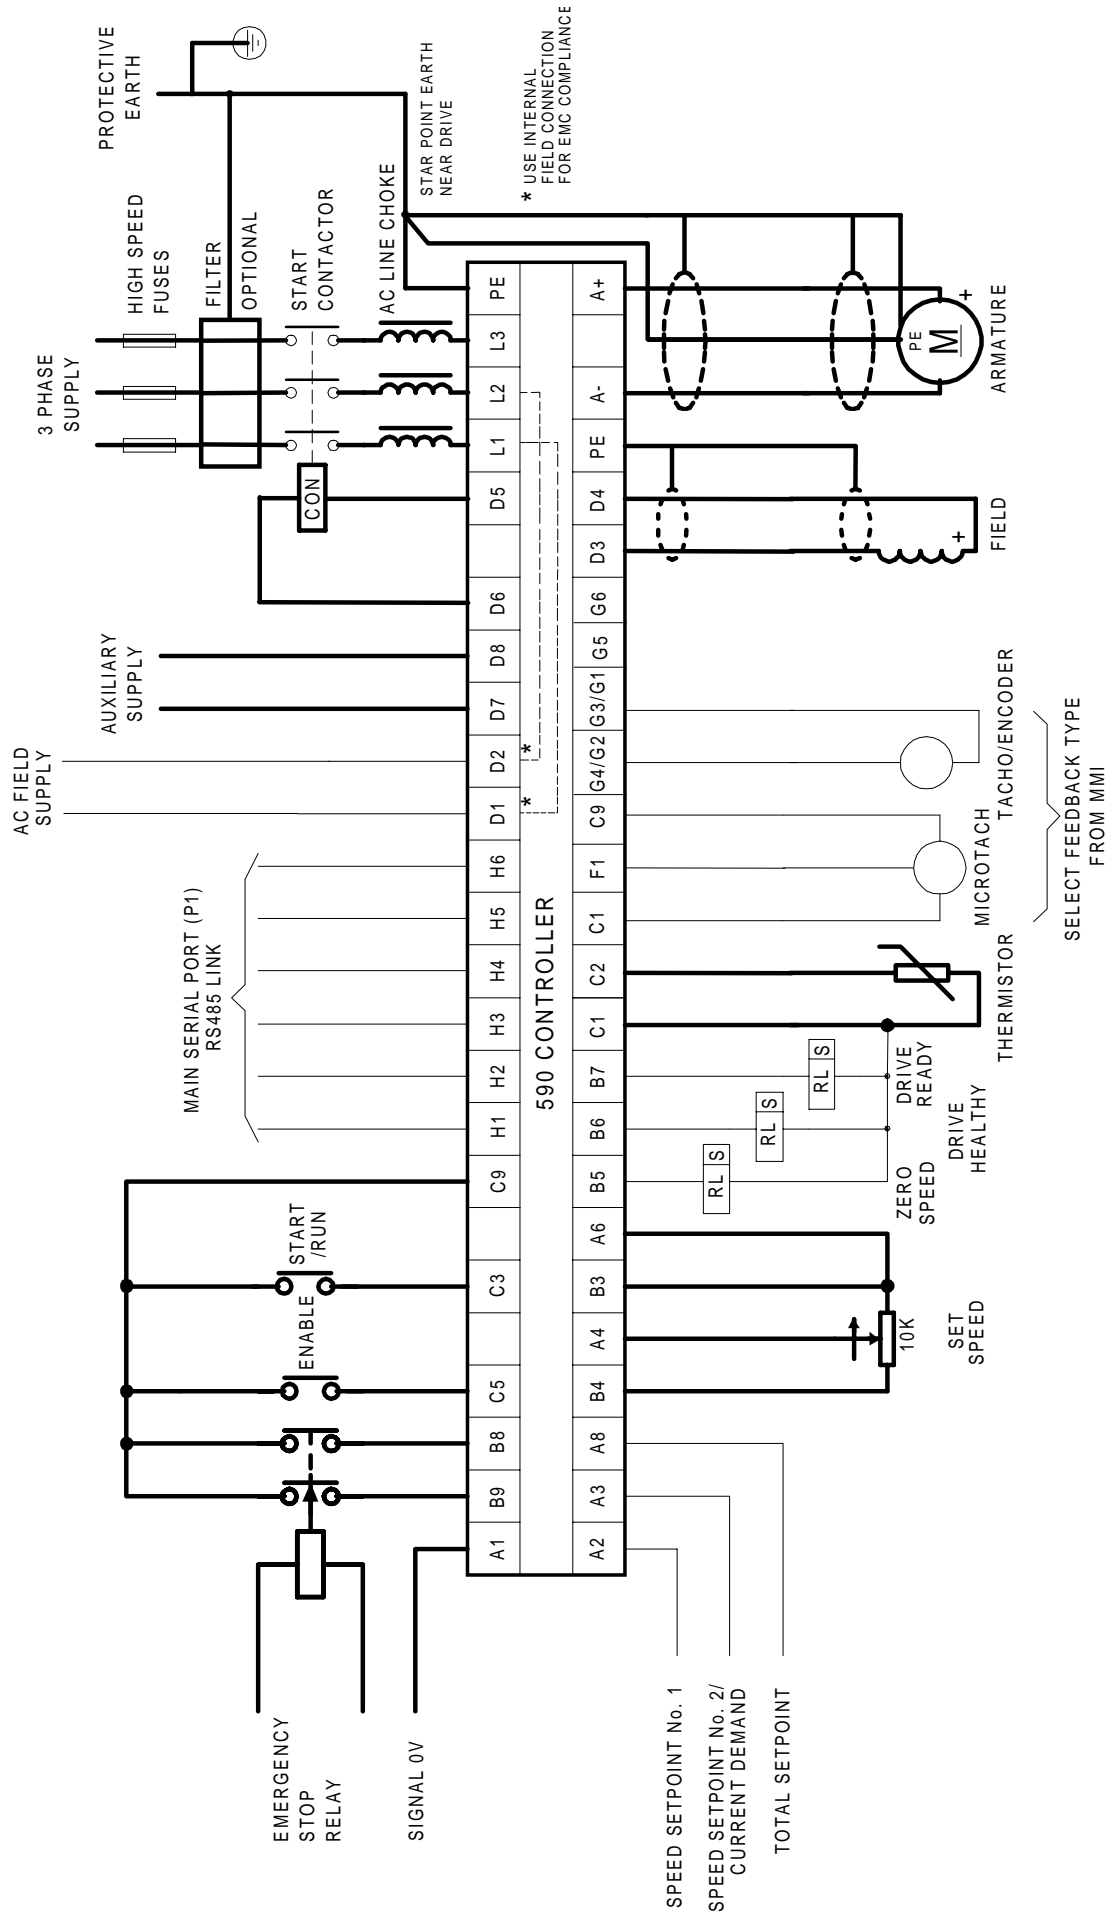 3 PHASE
SUPPLY
HIGH SPEED
FUSES
FILTER
OPTIONAL
START
CONTACTOR
AC LINE CHOKE
PROTECTIVE
EARTH
STAR POINT EARTH
NEAR DRIVE
* USE INTERNAL
FIELD CONNECTION
FOR EMC COMPLIANCE
EMERGENCY
STOP
RELAY
SIGNAL 0V
ENABLE
START
/RUN
MAIN SERIAL PORT (P1)
RS485 LINK
AC FIELD
SUPPLY
AUXILIARY
SUPPLY
CON
A1 B9 B8 C5 C3 C9 H1 H2 H3 H4 H5 H6 D1 D2 D7 D8 D6 D5 L1 L2 L3 PE
* *
590 CONTROLLER
A2 A3 A8 B4 A4 B3 A6 B5 B6 B7 C1 C2 C1 F1 C9 G4/G2 G3/G1 G5 G6 D3 D4 PE A- A+
SPEED SETPOINT No. 1
SPEED SETPOINT No. 2/
CURRENT DEMAND
TOTAL SETPOINT
10K
SET
SPEED
RL S
RL S
RL S
ZERO
SPEED
DRIVE
HEALTHY
DRIVE
READY
THERMISTOR
MICROTACH
TACHO/ENCODER
SELECT FEEDBACK TYPE
FROM MMI
+
FIELD
PE
M
+
ARMATURE